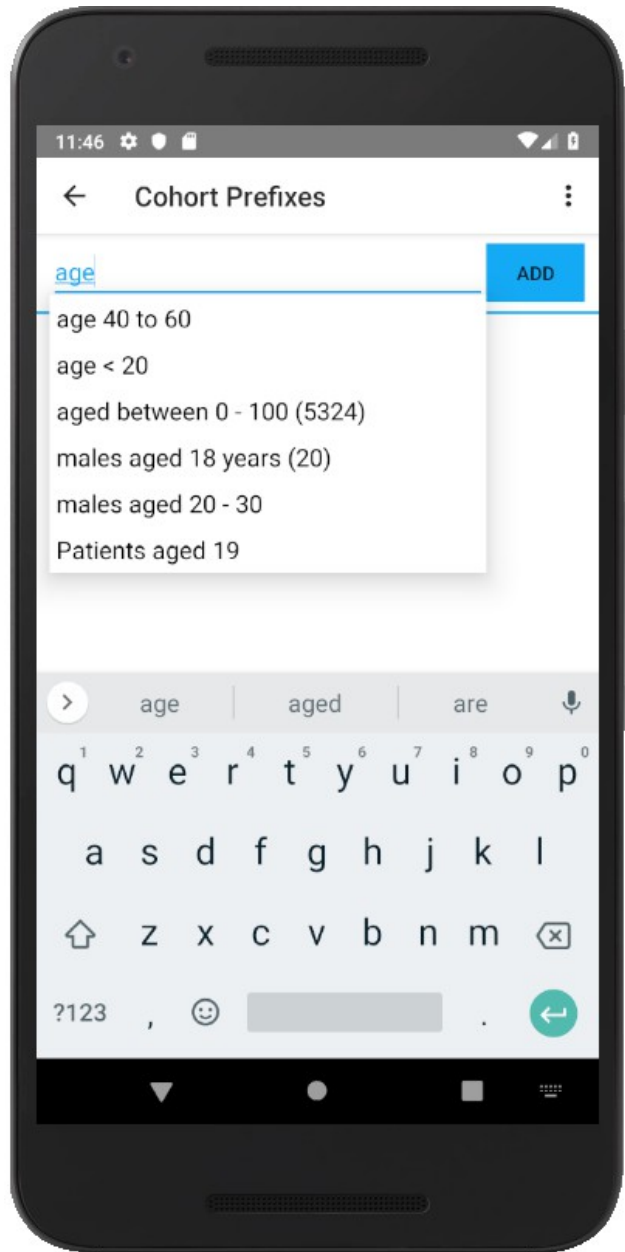 11:46
Cohort Prefixes
age
ADD
age 40 to 60
age < 20
aged between 0 - 100 (5324)
males aged 18 years (20)
males aged 20 - 30
Patients aged 19
age aged are
1 2 3 4 5 6 7 8 9 0
q w e r t y u i o p
a s d f g h j k l
z x c v b n m
?123 , .